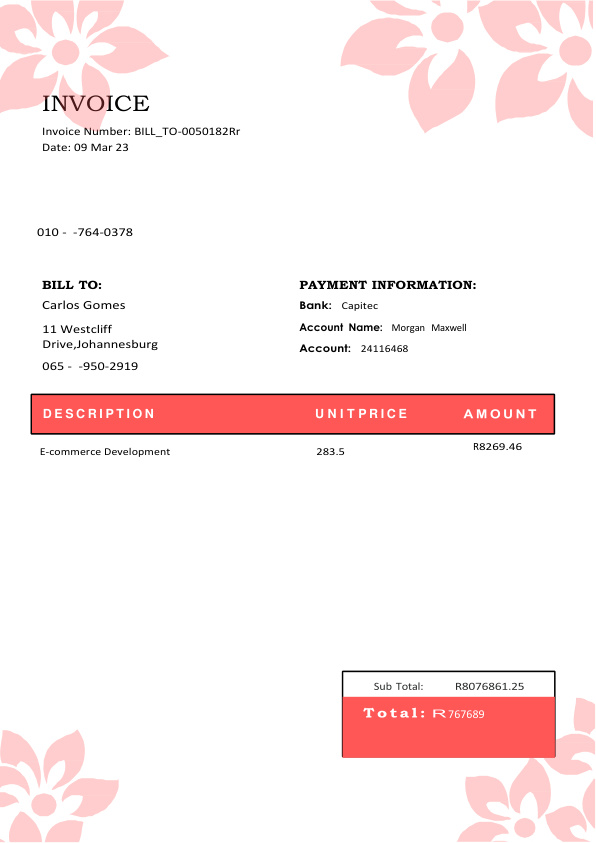 INVOICE
Invoice Number: BILL_TO-0050182Rr
Date: 09 Mar 23
010 -  -764-0378
BILL TO:
Carlos Gomes
11 Westcliff
Drive,Johannesburg
065 -  -950-2919
PAYMENT INFORMATION:
Bank: Capitec
Account Name: Morgan Maxwell
Account: 24116468
DESCRIPTION UNITPRICE AMOUNT
E-commerce Development 283.5 R8269.46
Sub Total: R8076861.25
Total: R767689